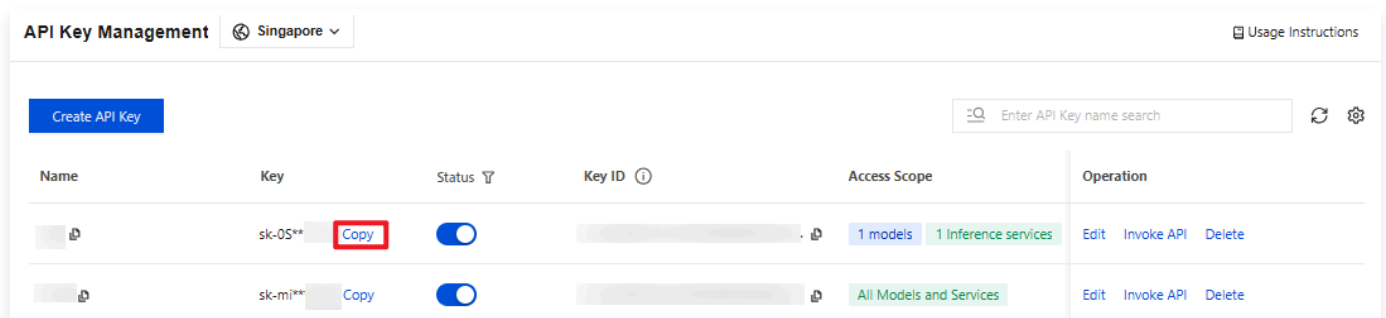 API Key Management Singapore Usage Instructions
Create API Key Enter API Key name search
Name Key Status Key ID Access Scope Operation
sk-0S** Copy 1 models 1 Inference services Edit Invoke API Delete
sk-mi** Copy All Models and Services Edit Invoke API Delete